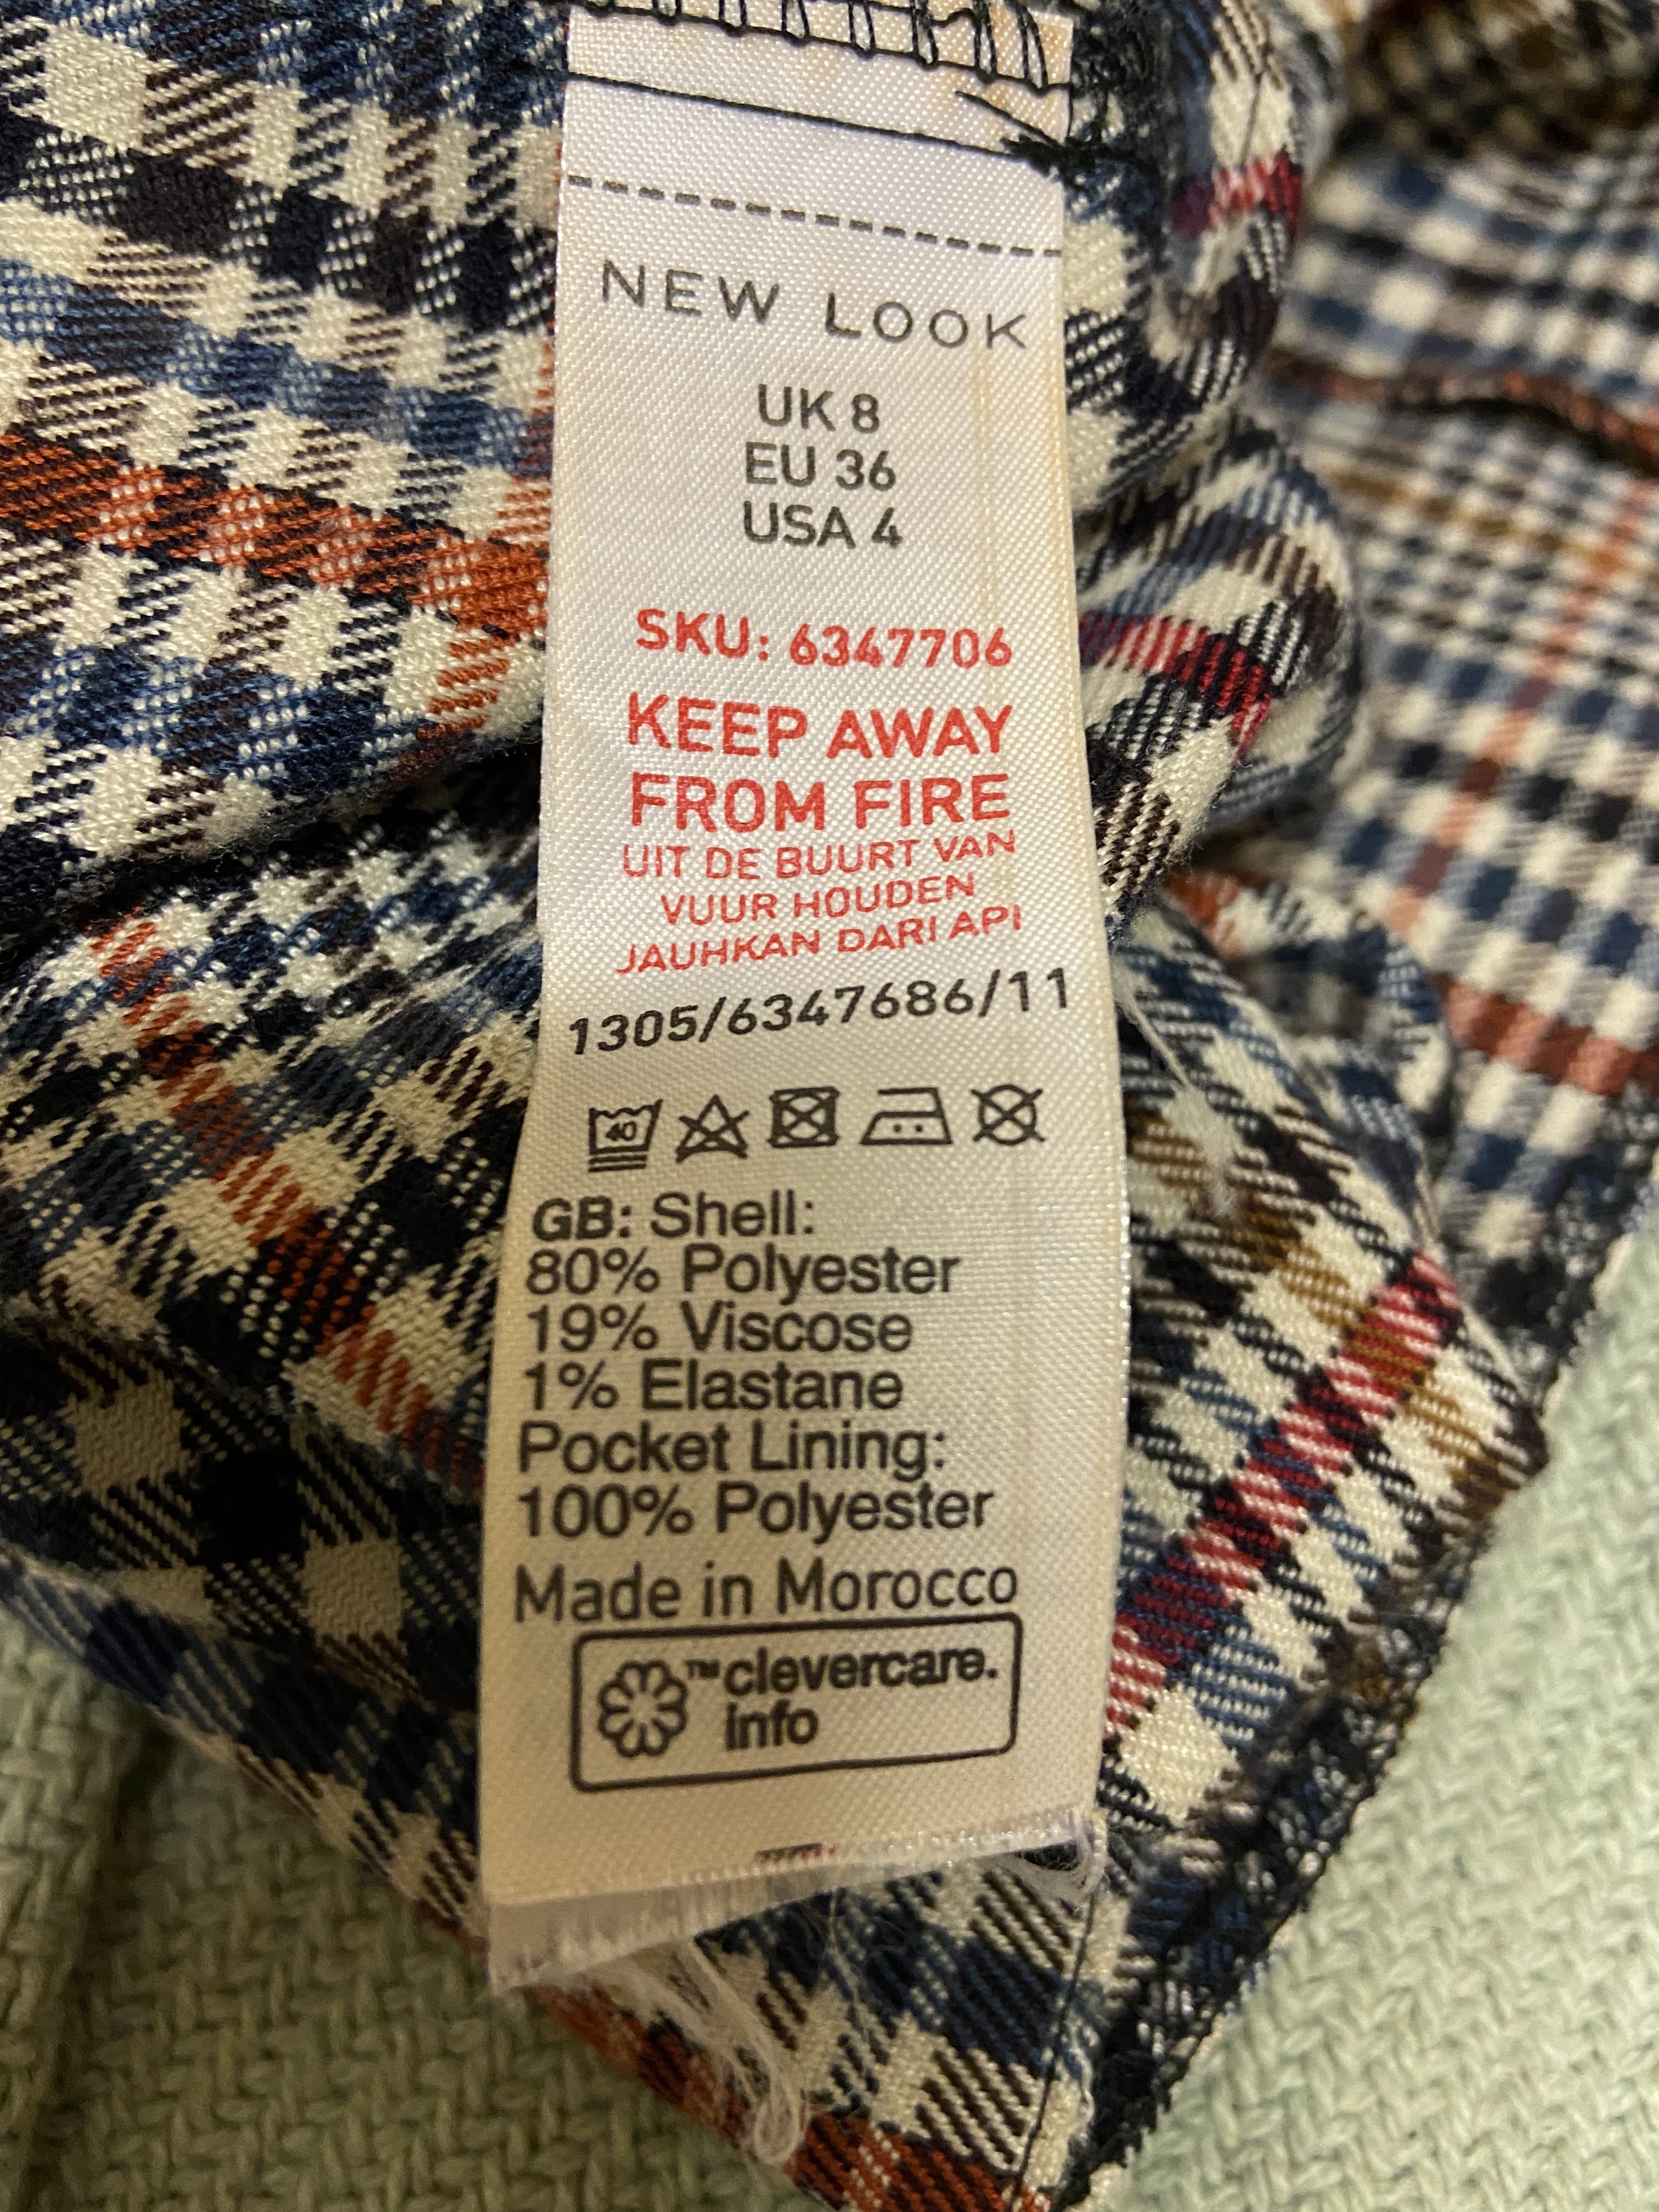 NEW LOOK
UK 8
EU 36
USA 4
SKU: 6347706
KEEP AWAY
FROM FIRE
UIT DE BUURT VAN
VUUR HOUDEN
JAUHKAN DARI API
1305/6347686/11
40
GB: Shell:
80% Polyester
19% Viscose
1% Elastane
Pocket Lining:
100% Polyester
Made in Morocco
™clevercare.
info